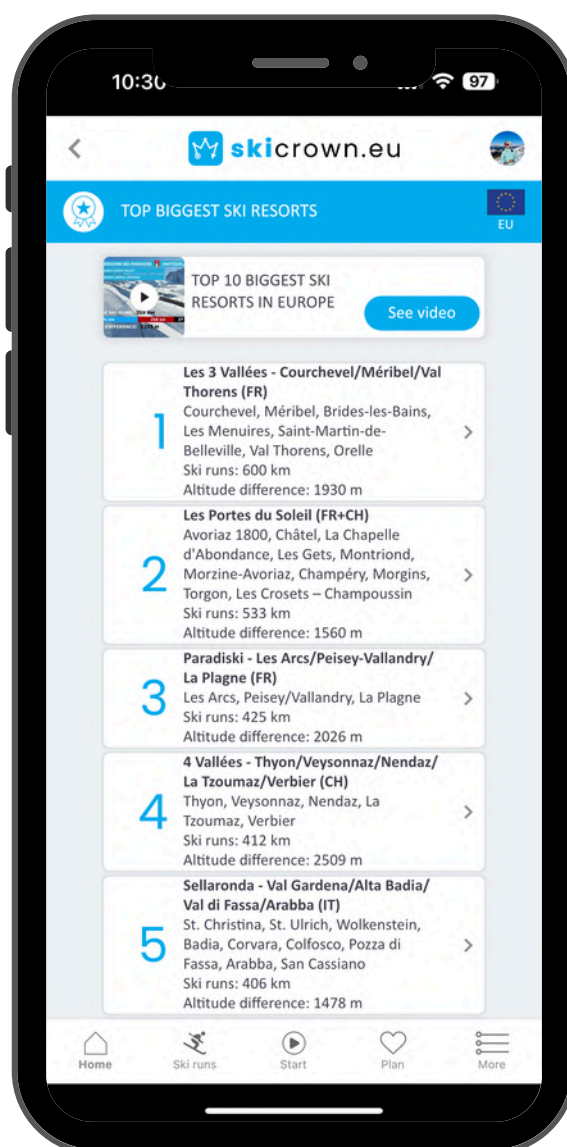 10:30
97
skicrown.eu
TOP BIGGEST SKI RESORTS
EU
TOP 10 BIGGEST SKI
RESORTS IN EUROPE
See video
1
Les 3 Vallées - Courchevel/Méribel/Val
Thorens (FR)
Courchevel, Méribel, Brides-les-Bains,
Les Menuires, Saint-Martin-de-
Belleville, Val Thorens, Orelle
Ski runs: 600 km
Altitude difference: 1930 m
2
Les Portes du Soleil (FR+CH)
Avoriaz 1800, Châtel, La Chapelle
d'Abondance, Les Gets, Montriond,
Morzine-Avoriaz, Champéry, Morgins,
Torgon, Les Crosets – Champoussin
Ski runs: 533 km
Altitude difference: 1560 m
3
Paradiski - Les Arcs/Peisey-Vallandry/
La Plagne (FR)
Les Arcs, Peisey/Vallandry, La Plagne
Ski runs: 425 km
Altitude difference: 2026 m
4
4 Vallées - Thyon/Veysonnaz/Nendaz/
La Tzoumaz/Verbier (CH)
Thyon, Veysonnaz, Nendaz, La
Tzoumaz, Verbier
Ski runs: 412 km
Altitude difference: 2509 m
5
Sellaronda - Val Gardena/Alta Badia/
Val di Fassa/Arabba (IT)
St. Christina, St. Ulrich, Wolkenstein,
Badia, Corvara, Colfosco, Pozza di
Fassa, Arabba, San Cassiano
Ski runs: 406 km
Altitude difference: 1478 m
Home
Ski runs
Start
Plan
More